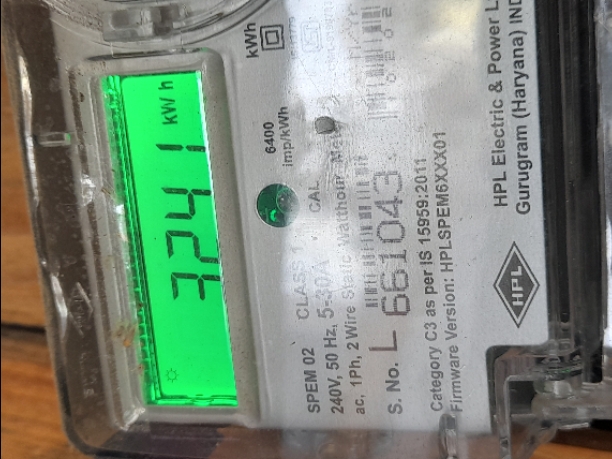 3241 kW h
kWh
6400
imp/kWh
CAL
SPEM 02 CLASS 1
240V, 50 Hz, 5-30A
ac, 1Ph, 2 Wire Static Watthour Meter
S. No. L 661043
Category C3 as per IS 15959:2011
Firmware Version: HPLSPEM6XXX01
HPL
HPL Electric & Power L
Gurugram (Haryana) IND